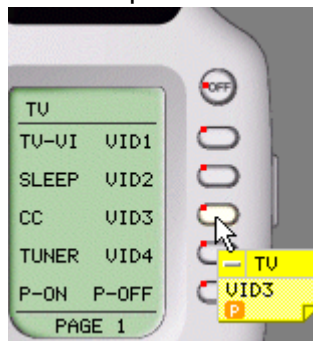 OFF
TV
TV-VI VID1
SLEEP VID2
CC VID3
TUNER VID4
P-ON P-OFF
PAGE 1
TV
VID3
P